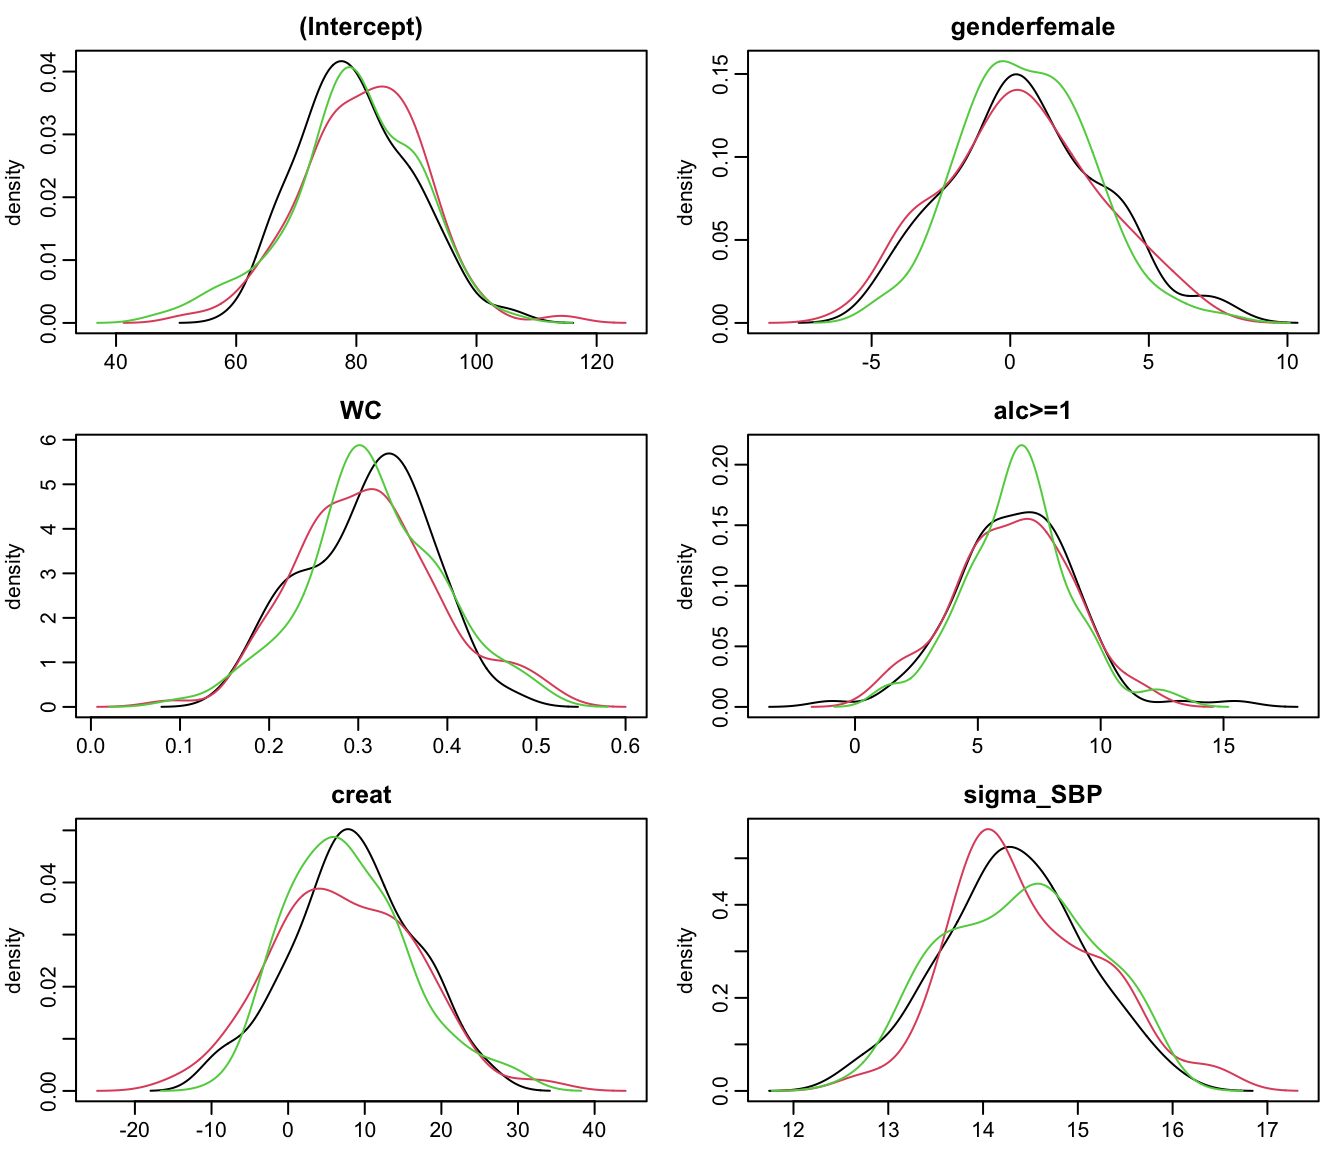 (Intercept)
density
0.00 0.01 0.02 0.03 0.04
40 60 80 100 120
genderfemale
density
0.00 0.05 0.10 0.15
-5 0 5 10
WC
density
0 1 2 3 4 5 6
0.0 0.1 0.2 0.3 0.4 0.5 0.6
alc>=1
density
0.00 0.05 0.10 0.15 0.20
0 5 10 15
creat
density
0.00 0.02 0.04
-20 -10 0 10 20 30 40
sigma_SBP
density
0.0 0.2 0.4
12 13 14 15 16 17